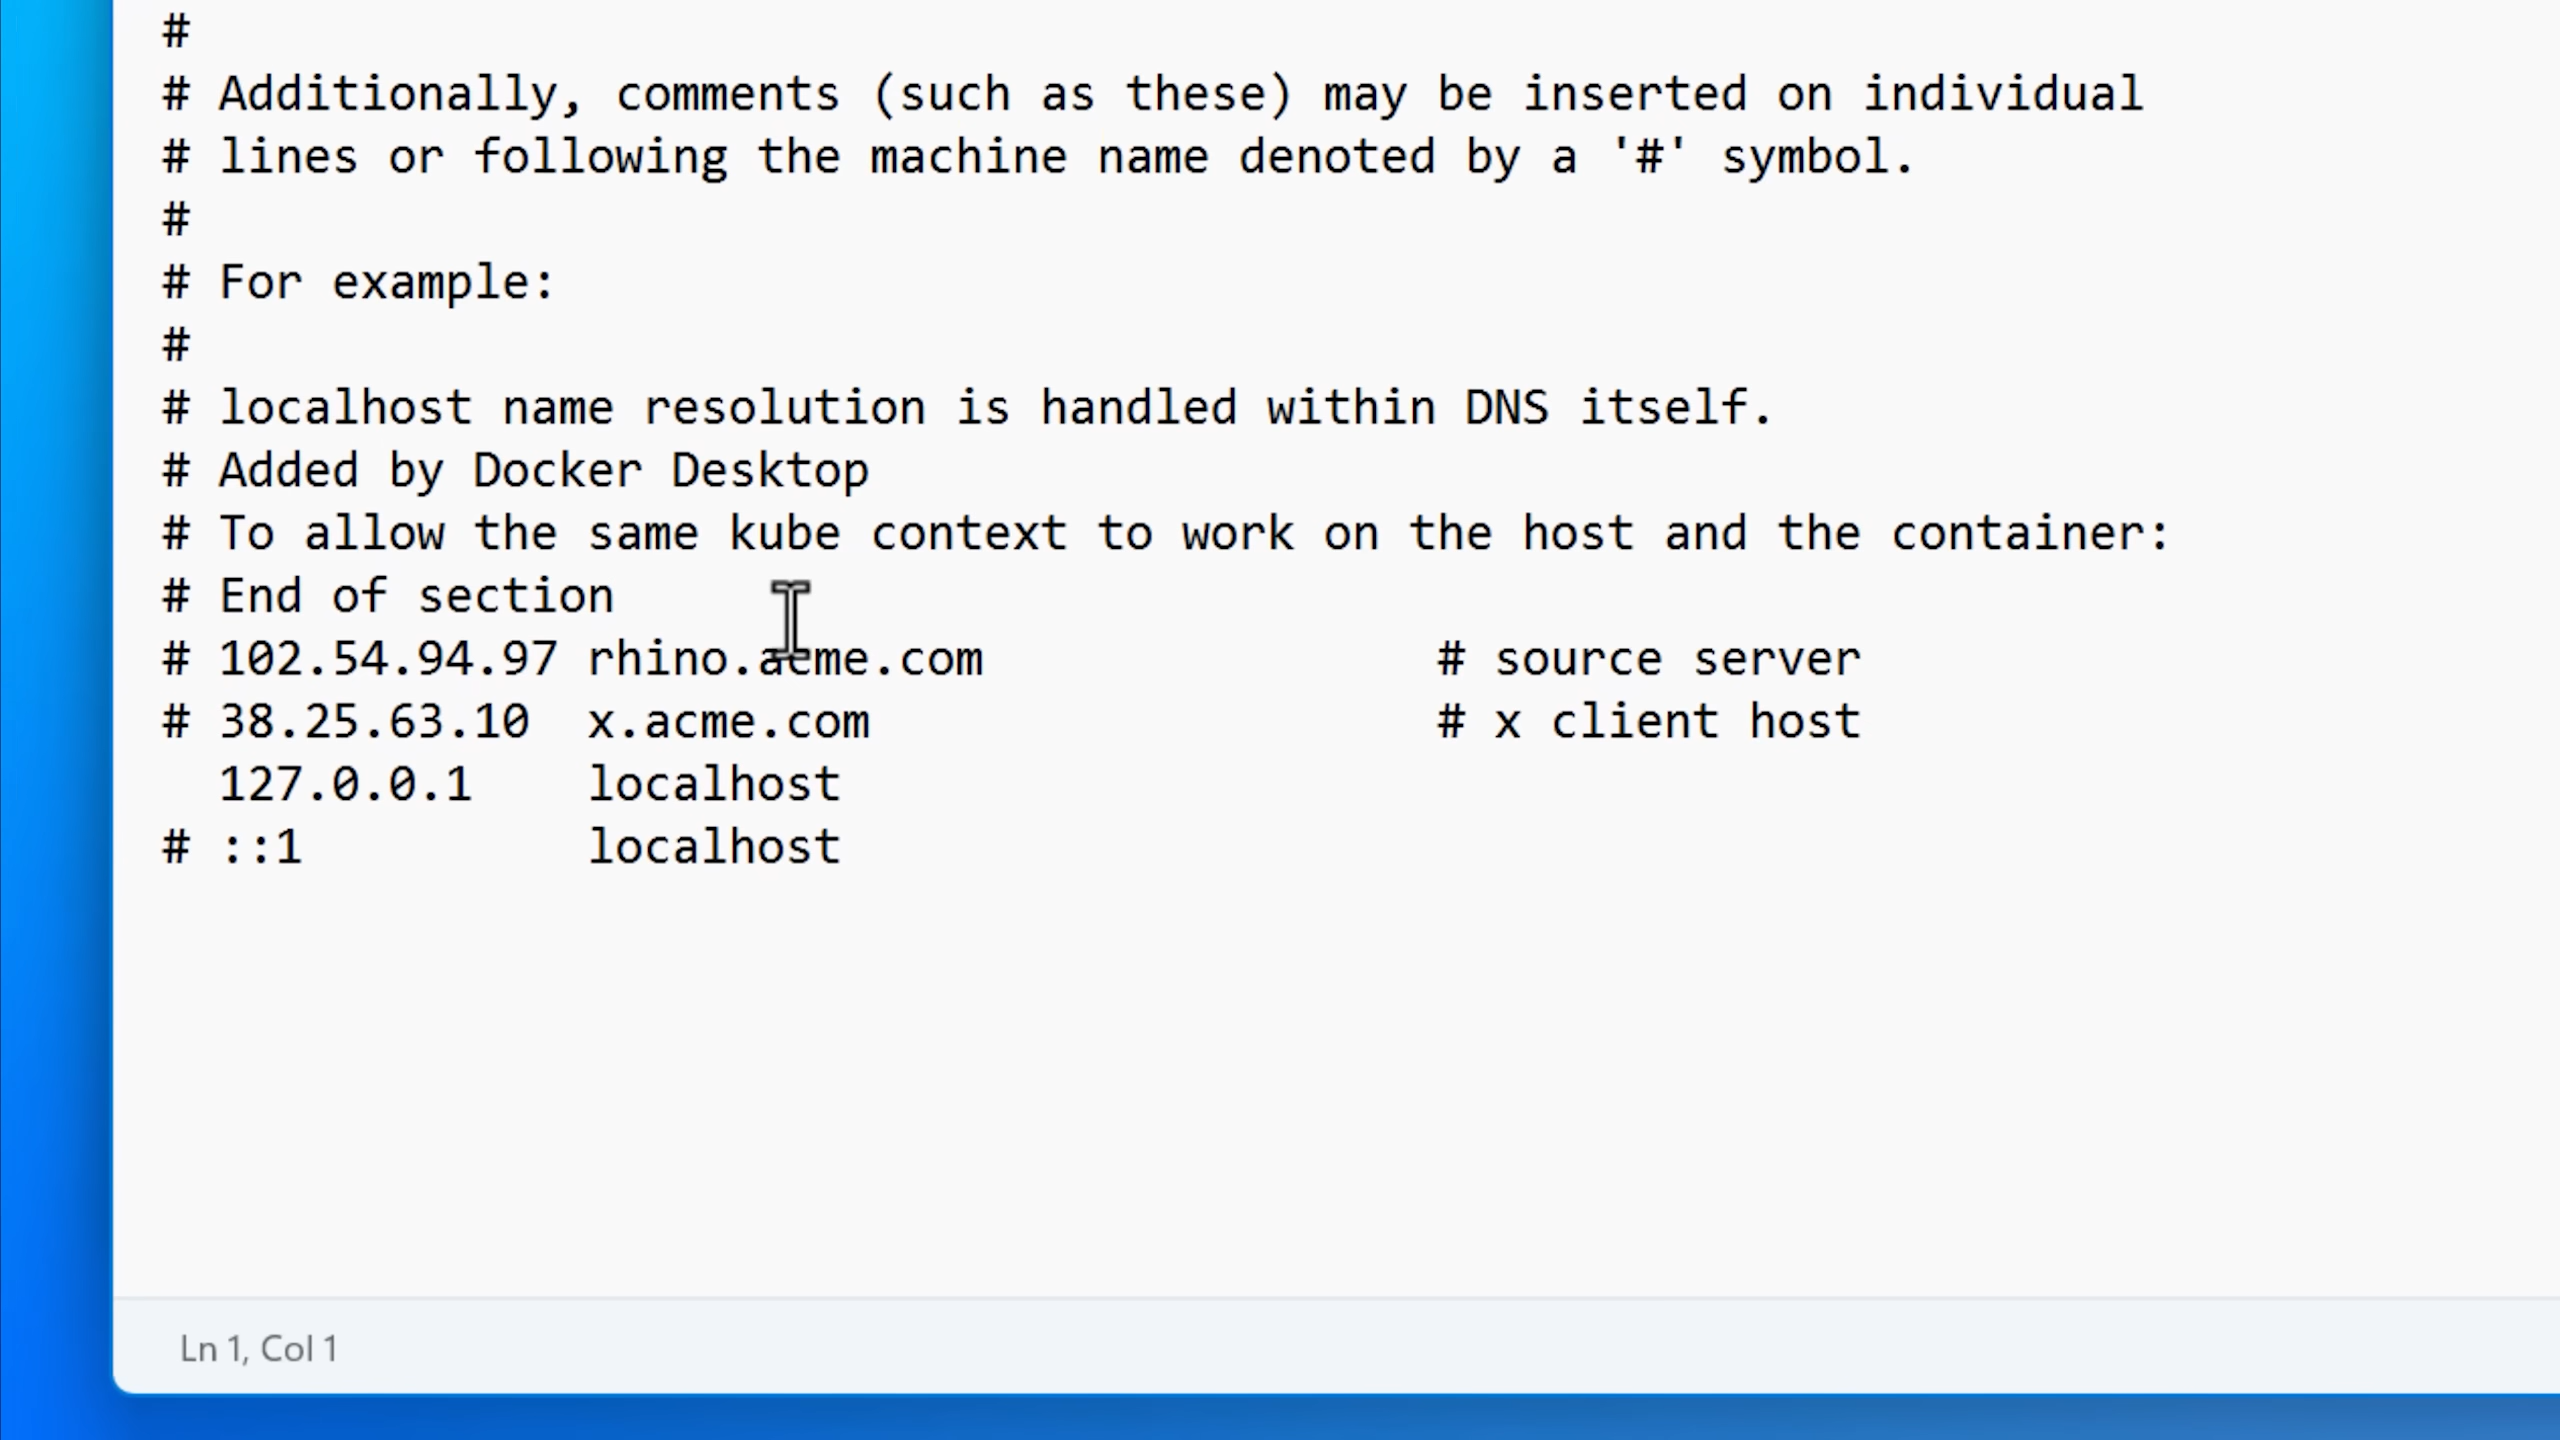 #
# Additionally, comments (such as these) may be inserted on individual
# lines or following the machine name denoted by a '#' symbol.
#
# For example:
#
# localhost name resolution is handled within DNS itself.
# Added by Docker Desktop
# To allow the same kube context to work on the host and the container:
# End of section
# 102.54.94.97 rhino.acme.com                # source server
# 38.25.63.10  x.acme.com                    # x client host
  127.0.0.1    localhost
# ::1          localhost
Ln 1, Col 1